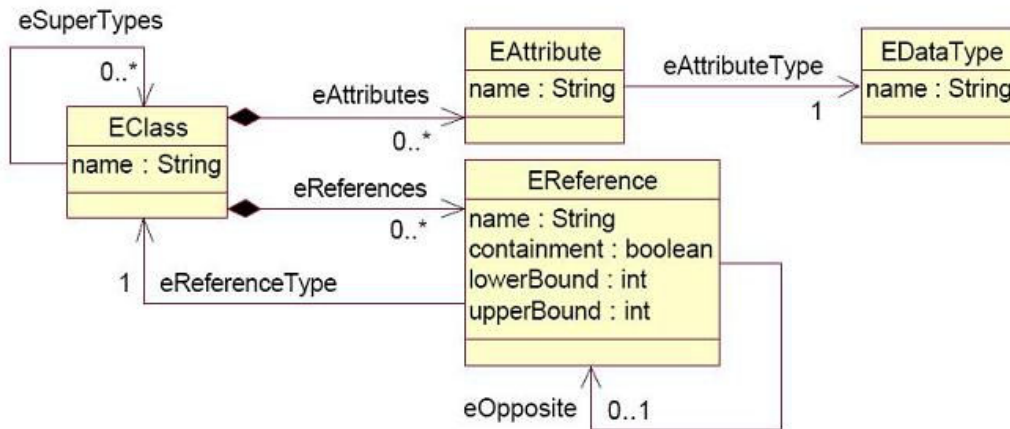 eSuperTypes
0..*
EClass
name : String
eAttributes
0..*
EAttribute
name : String
eAttributeType
1
EDataType
name : String
eReferences
0..*
EReference
name : String
containment : boolean
lowerBound : int
upperBound : int
1
eReferenceType
eOpposite
0..1